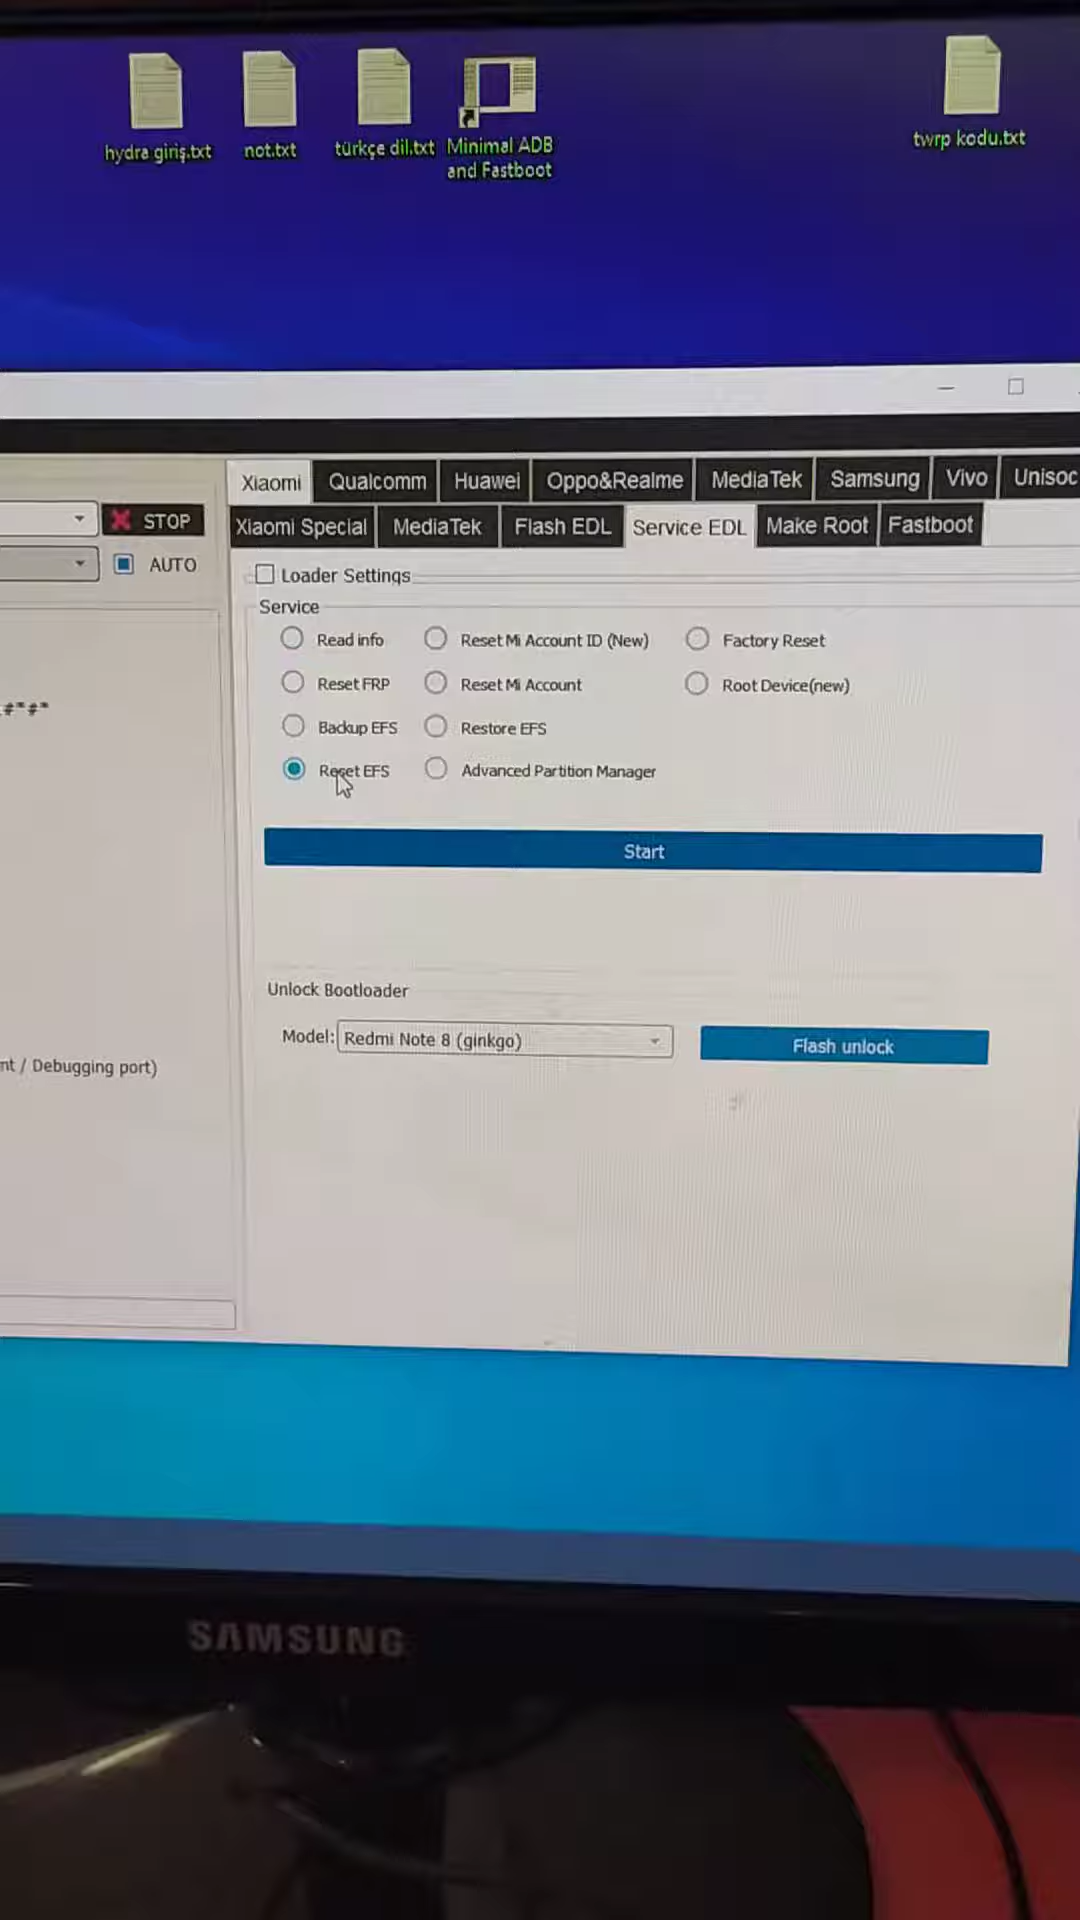 hydra giriş.txt
not.txt
türkçe dil.txt
Minimal ADB
and Fastboot
twrp kodu.txt
Xiaomi
Qualcomm
Huawei
Oppo&Realme
MediaTek
Samsung
Vivo
Unisoc
STOP
Xiaomi Special
MediaTek
Flash EDL
Service EDL
Make Root
Fastboot
AUTO
Loader Settings
Service
Read info
Reset Mi Account ID (New)
Factory Reset
Reset FRP
Reset Mi Account
Root Device(new)
#*#*
Backup EFS
Restore EFS
Reset EFS
Advanced Partition Manager
Start
Unlock Bootloader
Model:
Redmi Note 8 (ginkgo)
Flash unlock
nt / Debugging port)
SAMSUNG